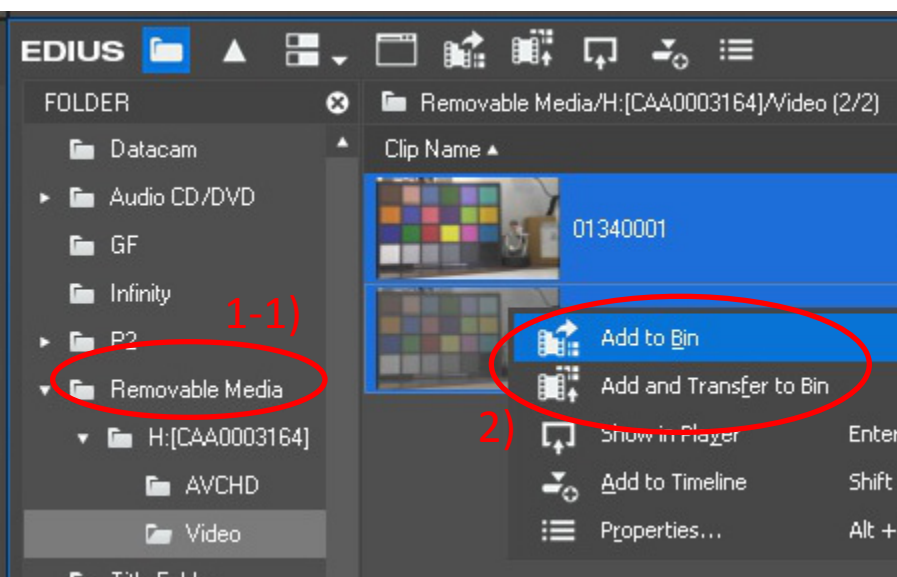 EDIUS
FOLDER
Removable Media/H:[CAA0003164]/Video (2/2)
Datacam
Clip Name
Audio CD/DVD
GF
01340001
Infinity
1-1)
P2
Add to Bin
Removable Media
Add and Transfer to Bin
2)
H:[CAA0003164]
Show in Player
Enter
AVCHD
Add to Timeline
Shift
Video
Properties...
Alt +